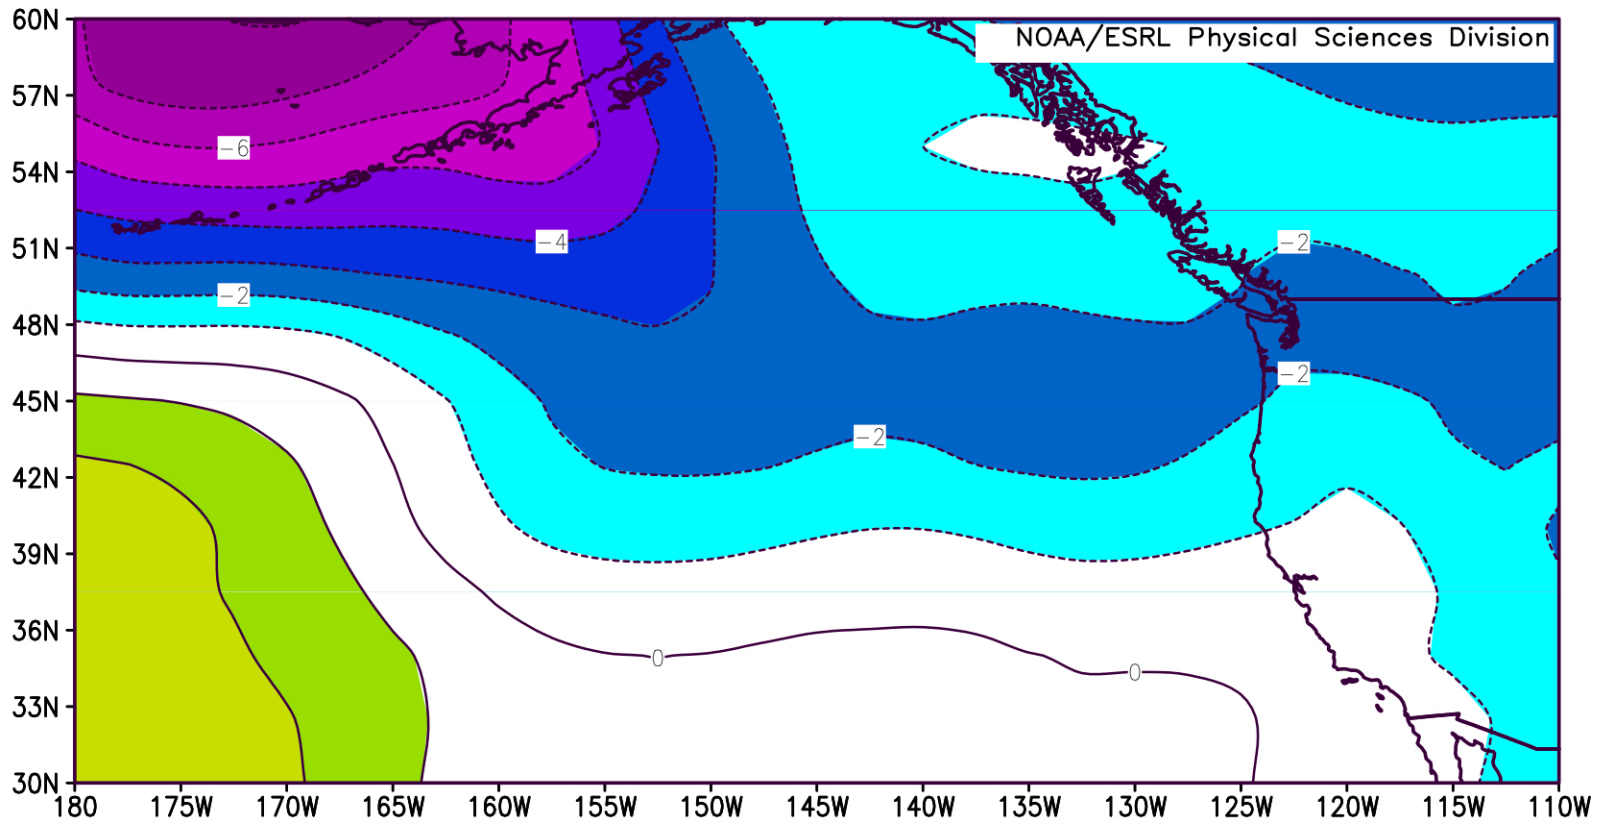 60N
NOAA/ESRL Physical Sciences Division
57N
-6
54N
51N
-4
-2
-2
48N
-2
45N
-2
42N
39N
36N
0
0
33N
30N
180 175W 170W 165W 160W 155W 150W 145W 140W 135W 130W 125W 120W 115W 110W